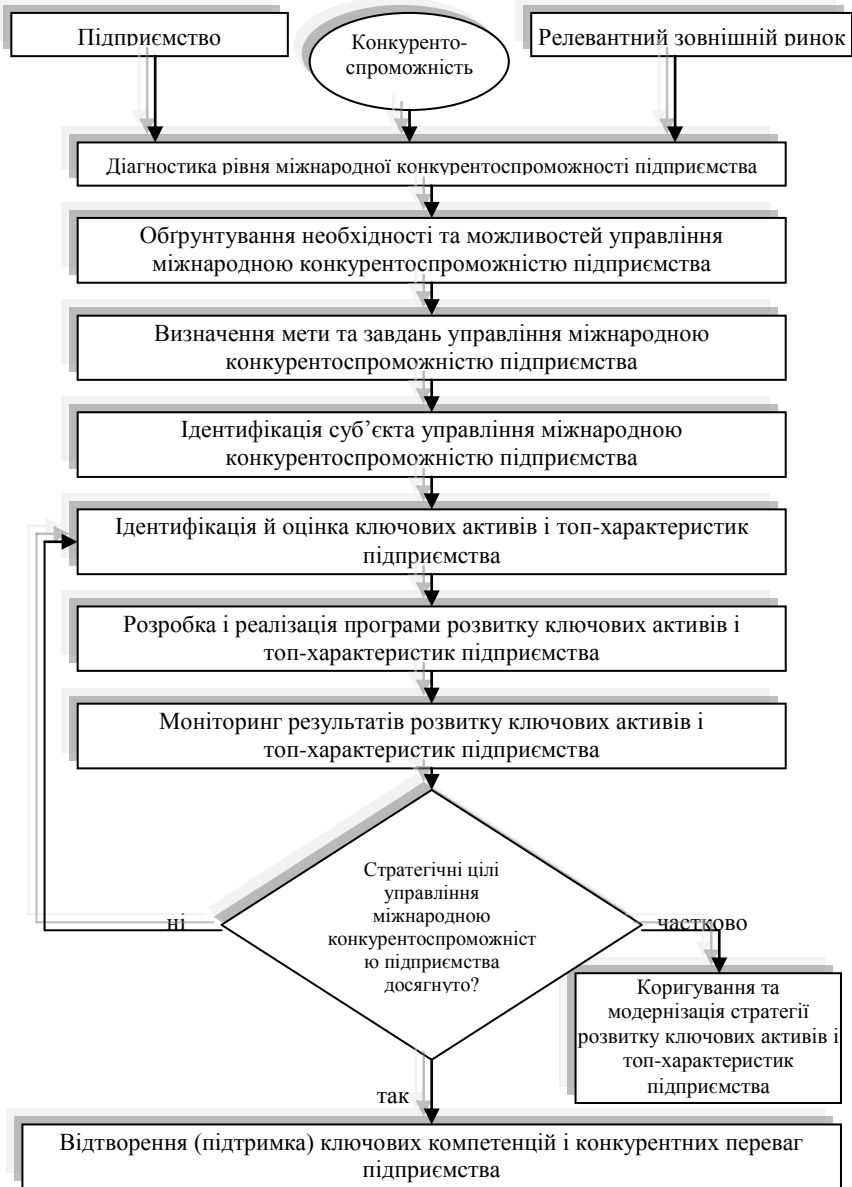 Підприємство
Конкуренто-
спроможність
Релевантний зовнішній ринок
Діагностика рівня міжнародної конкурентоспроможності підприємства
Обґрунтування необхідності та можливостей управління
міжнародною конкурентоспроможністю підприємства
Визначення мети та завдань управління міжнародною
конкурентоспроможністю підприємства
Ідентифікація суб’єкта управління міжнародною
конкурентоспроможністю підприємства
Ідентифікація й оцінка ключових активів і топ-характеристик
підприємства
Розробка і реалізація програми розвитку ключових активів і
топ-характеристик підприємства
Моніторинг результатів розвитку ключових активів і
топ-характеристик підприємства
Стратегічні цілі
управління
міжнародною
конкурентоспроможніст
ю підприємства
досягнуто?
ні
частково
Коригування та
модернізація стратегії
розвитку ключових активів і
топ-характеристик
підприємства
так
Відтворення (підтримка) ключових компетенцій і конкурентних переваг
підприємства